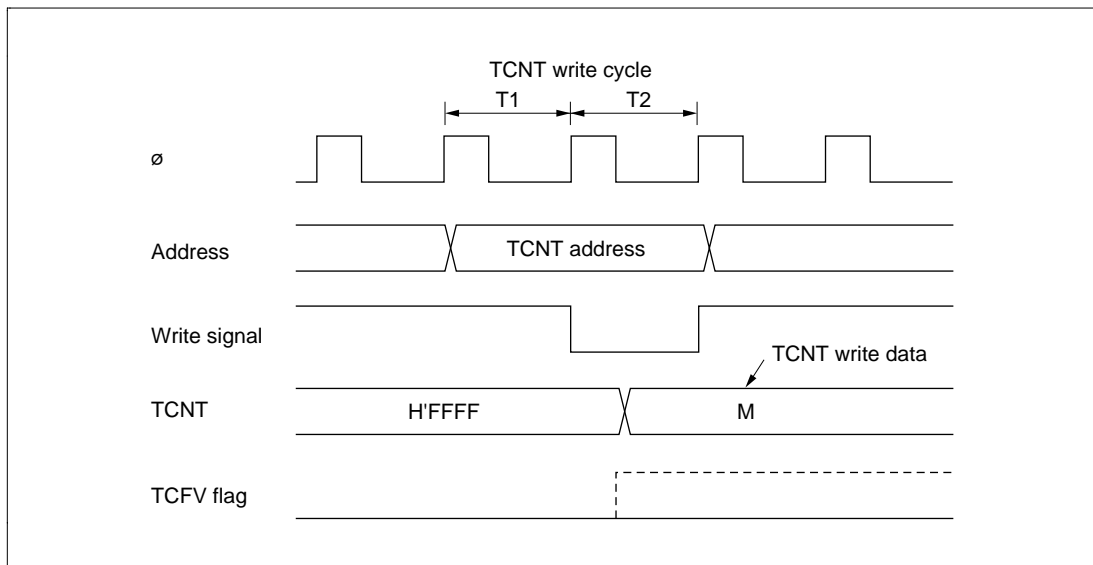 TCNT write cycle
T1 T2
ø
Address TCNT address
Write signal
TCNT write data
TCNT H'FFFF M
TCFV flag